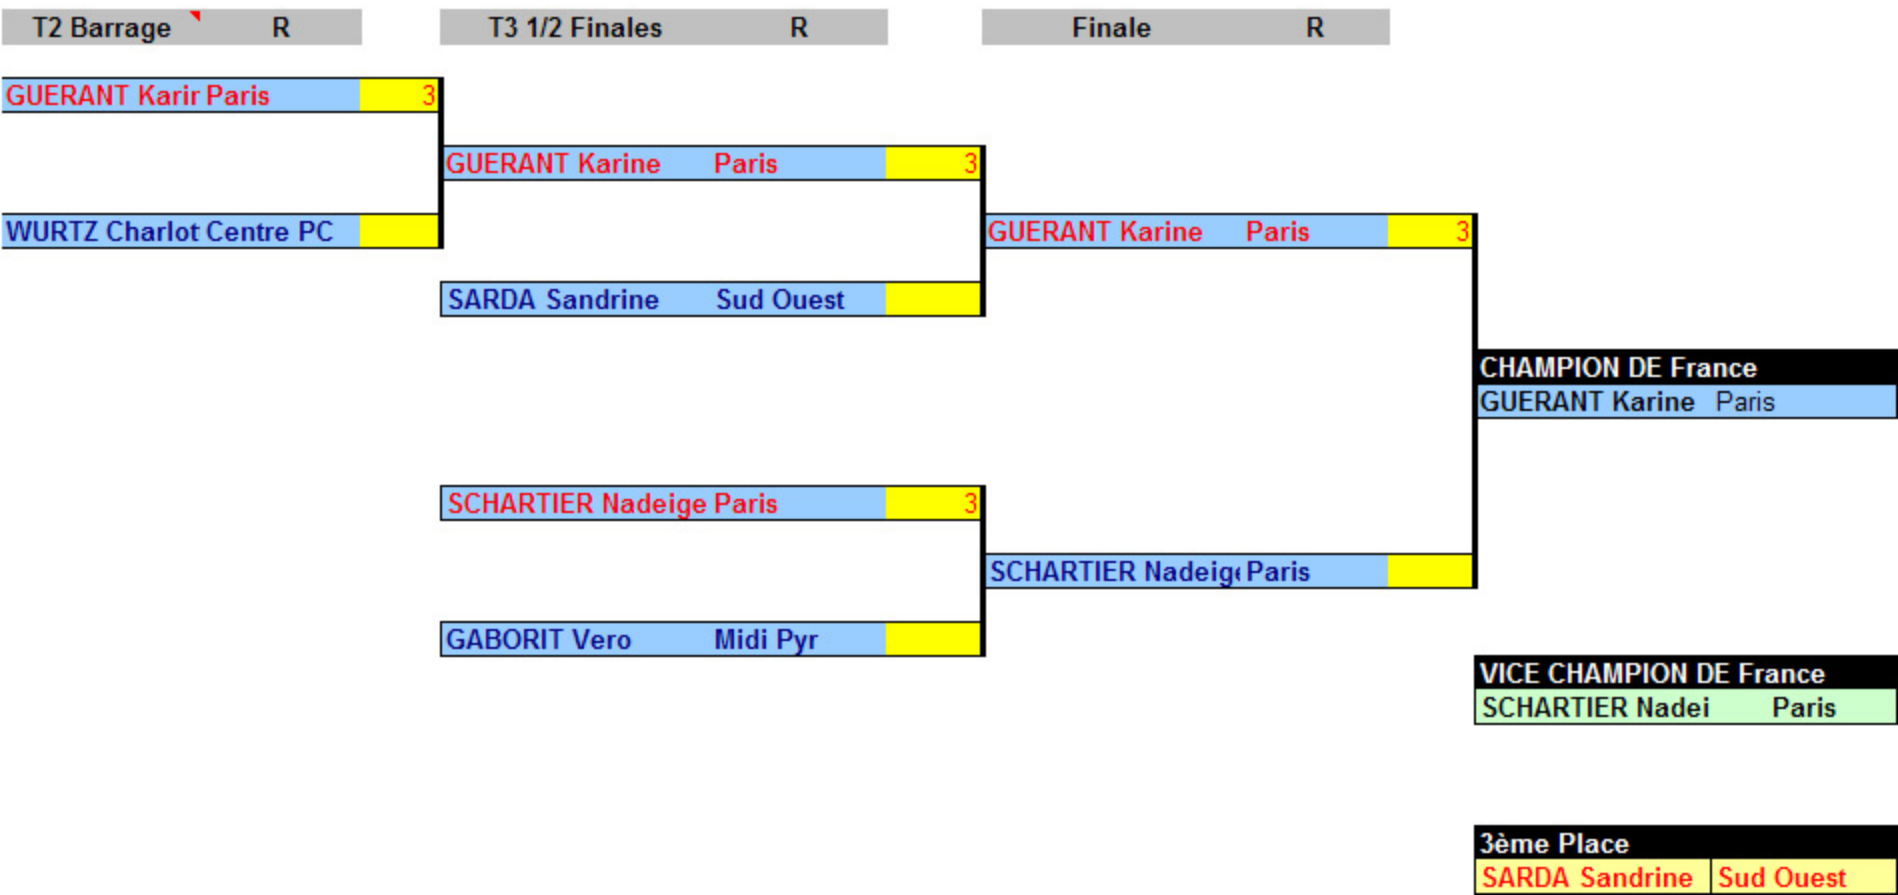 T2 Barrage R T3 1/2 Finales R Finale R
GUERANT Karir Paris 3
GUERANT Karine Paris 3
WURTZ Charlot Centre PC GUERANT Karine Paris 3
SARDA Sandrine Sud Ouest
CHAMPION DE France
GUERANT Karine Paris
SCHARTIER Nadeige Paris 3
SCHARTIER Nadeig Paris
GABORIT Vero Midi Pyr
VICE CHAMPION DE France
SCHARTIER Nadei Paris
3ème Place
SARDA Sandrine Sud Ouest